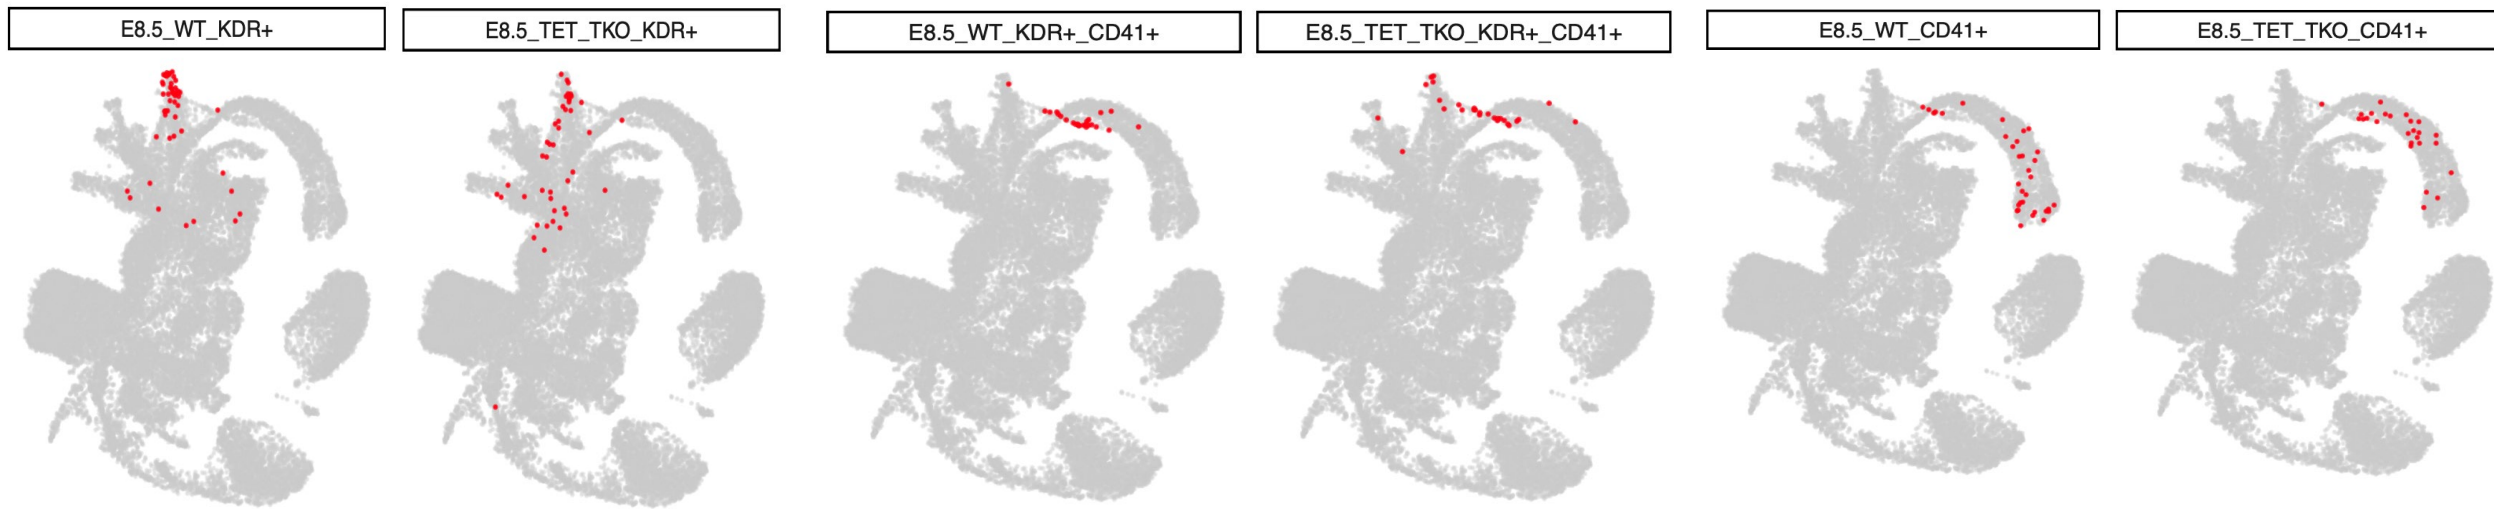 E8.5_WT_KDR+
E8.5_TET_TKO_KDR+
E8.5_WT_KDR+_CD41+
E8.5_TET_TKO_KDR+_CD41+
E8.5_WT_CD41+
E8.5_TET_TKO_CD41+